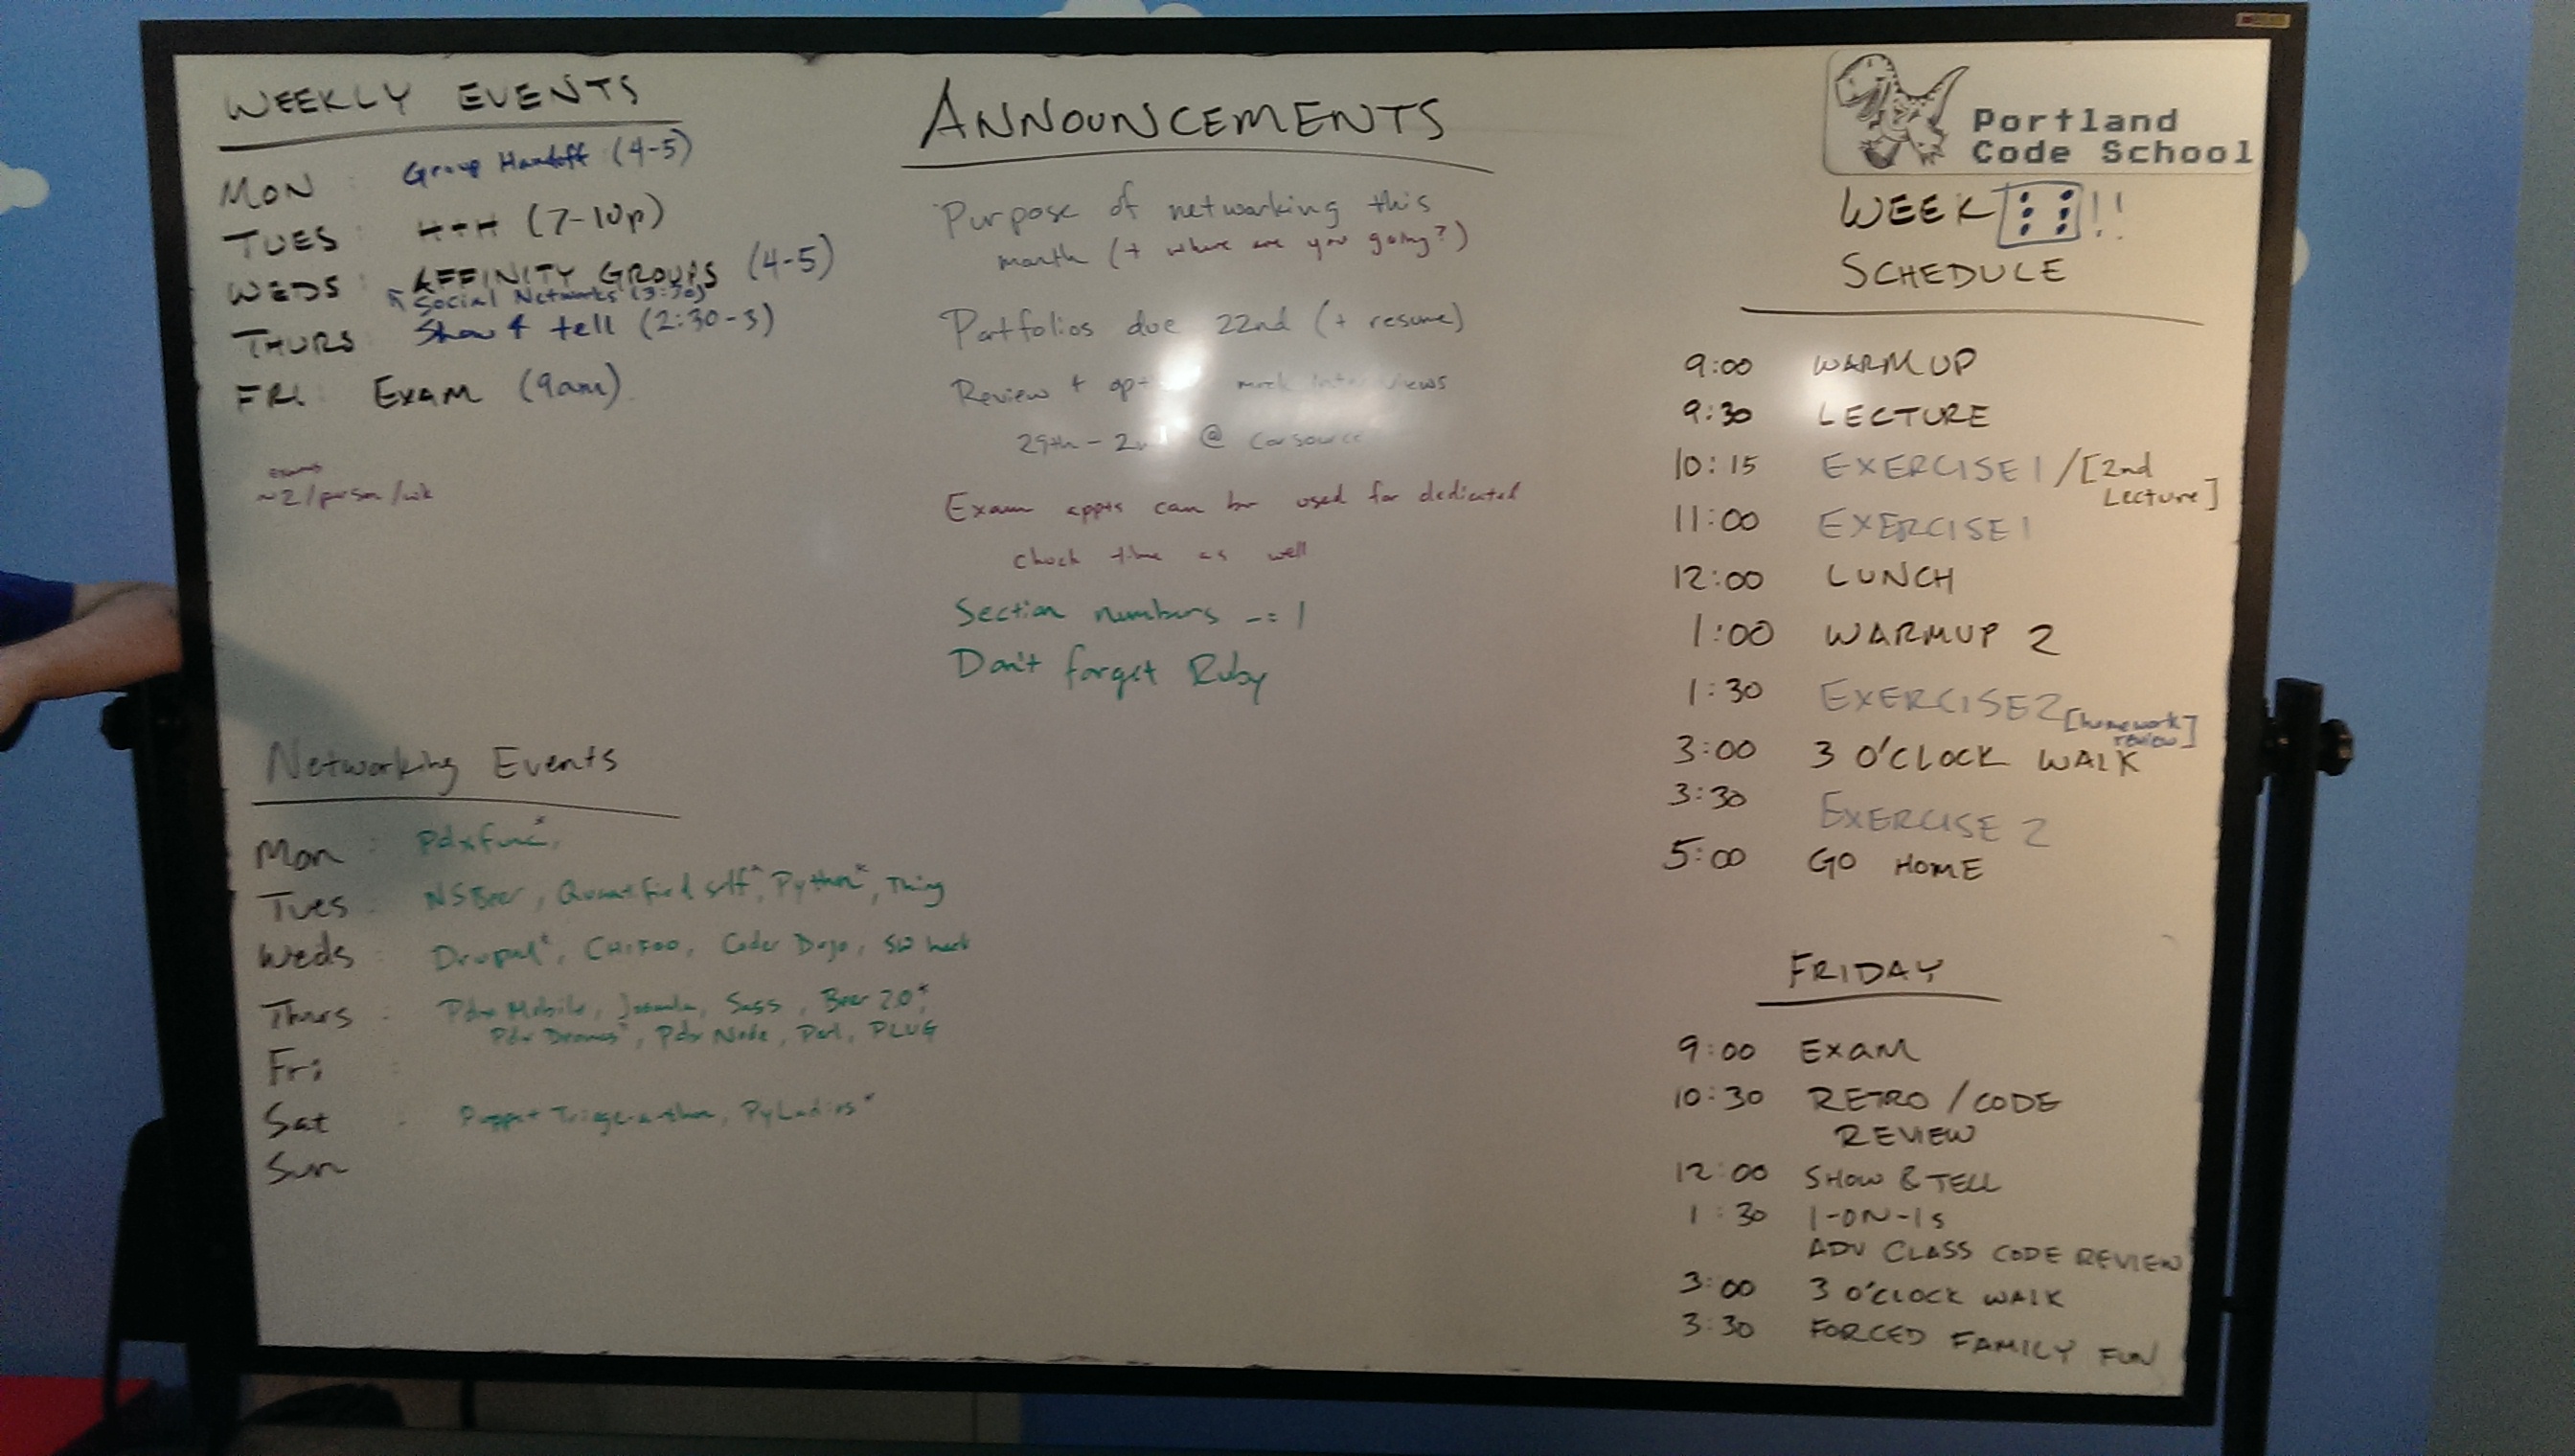 WEEKLY EVENTS
MON : Group Handoff (4-5)
TUES : H+H (7-10p)
WEDS : AFFINITY GROUPS (4-5)
Social Networks (3:30)
THURS Show & tell (2:30-3)
FRI: EXAM (9am)
exams
~2/person/wk
Networking Events
Mon : Pdxfunc*,
Tues : NSBeer, Quantified self*, Python*, Thing
Weds : Drupal*, CHIFOO, Coder Dojo, SW hack
Thurs : Pdx Mobile, Joomla, Sass, Beer 2.0*,
Pdx Drones*, Pdx Node, Perl, PLUG
Fri :
Sat : Puppet Triage-a-thon, PyLadies*
Sun
ANNOUNCEMENTS
Purpose of networking this
month (+ where are you going?)
Portfolios due 22nd (+ resume)
Review + mock interviews
29th - @
Exam appts can be used for dedicated
chuck time as well
Section numbers -= 1
Don't forget Ruby
Portland
Code School
WEEK !!
SCHEDULE
9:00 WARMUP
9:30 LECTURE
10:15 EXERCISE 1 / [2nd
Lecture]
11:00 EXERCISE 1
12:00 LUNCH
1:00 WARMUP 2
1:30 EXERCISE 2 [homework
review]
3:00 3 O'CLOCK WALK
3:30 EXERCISE 2
5:00 GO HOME
FRIDAY
9:00 EXAM
10:30 RETRO / CODE
REVIEW
12:00 SHOW & TELL
1:30 1-ON-1s
ADV CLASS CODE REVIEW
3:00 3 O'CLOCK WALK
3:30 FORCED FAMILY FUN